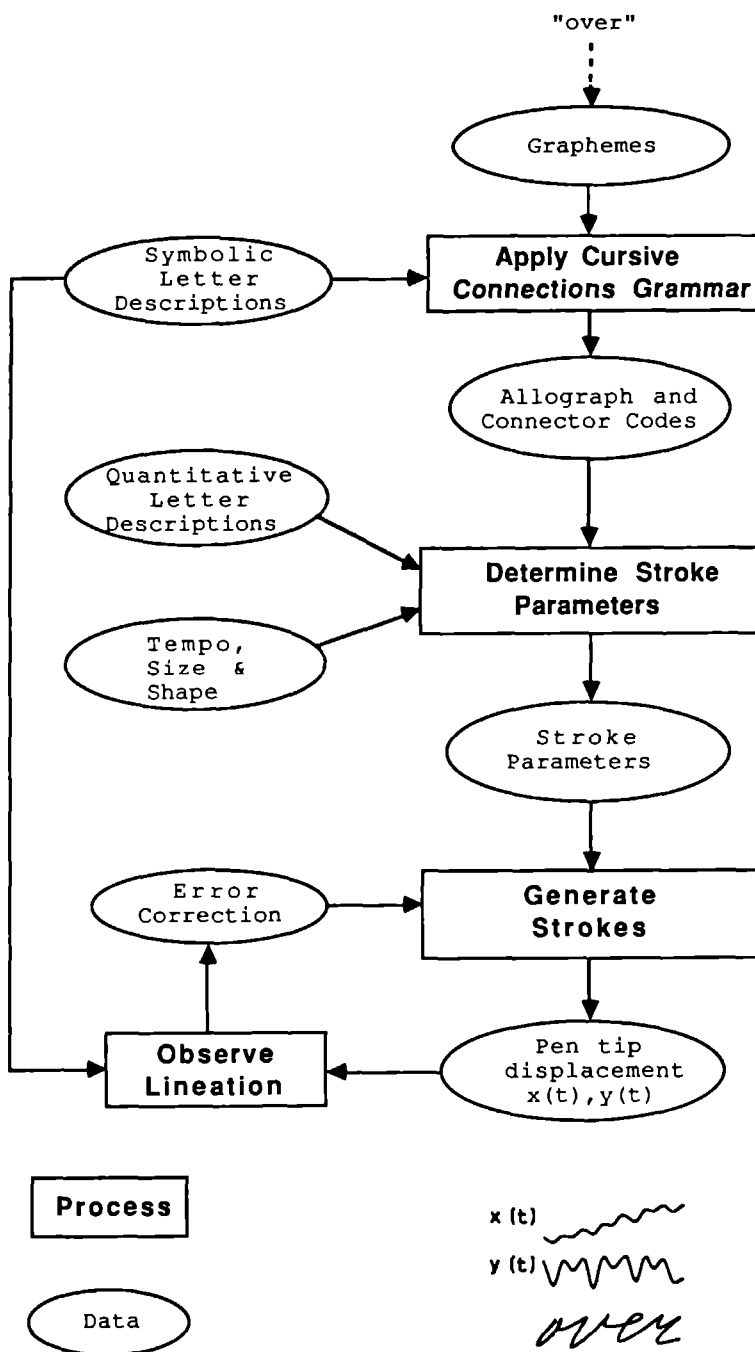 "over"
Graphemes
Symbolic
Letter
Descriptions
Apply Cursive
Connections Grammar
Allograph and
Connector Codes
Quantitative
Letter
Descriptions
Determine Stroke
Parameters
Tempo,
Size &
Shape
Stroke
Parameters
Error
Correction
Generate
Strokes
Observe
Lineation
Pen tip
displacement
x(t),y(t)
Process
x (t)
y (t)
Data
over